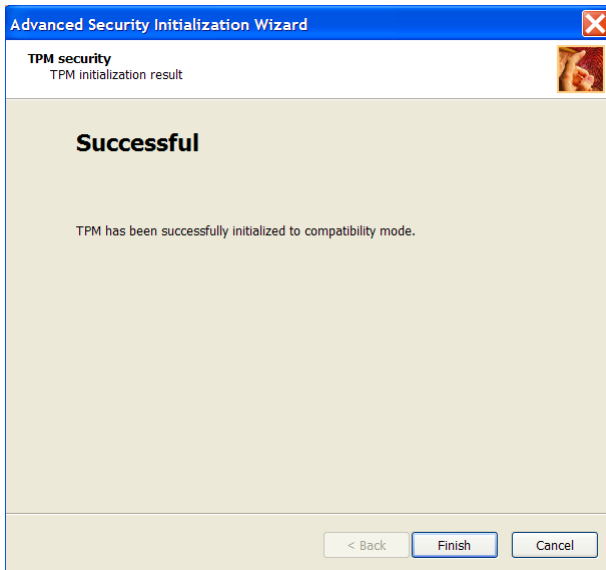 Advanced Security Initialization Wizard
TPM security
TPM initialization result
Successful
TPM has been successfully initialized to compatibility mode.
< Back Finish Cancel